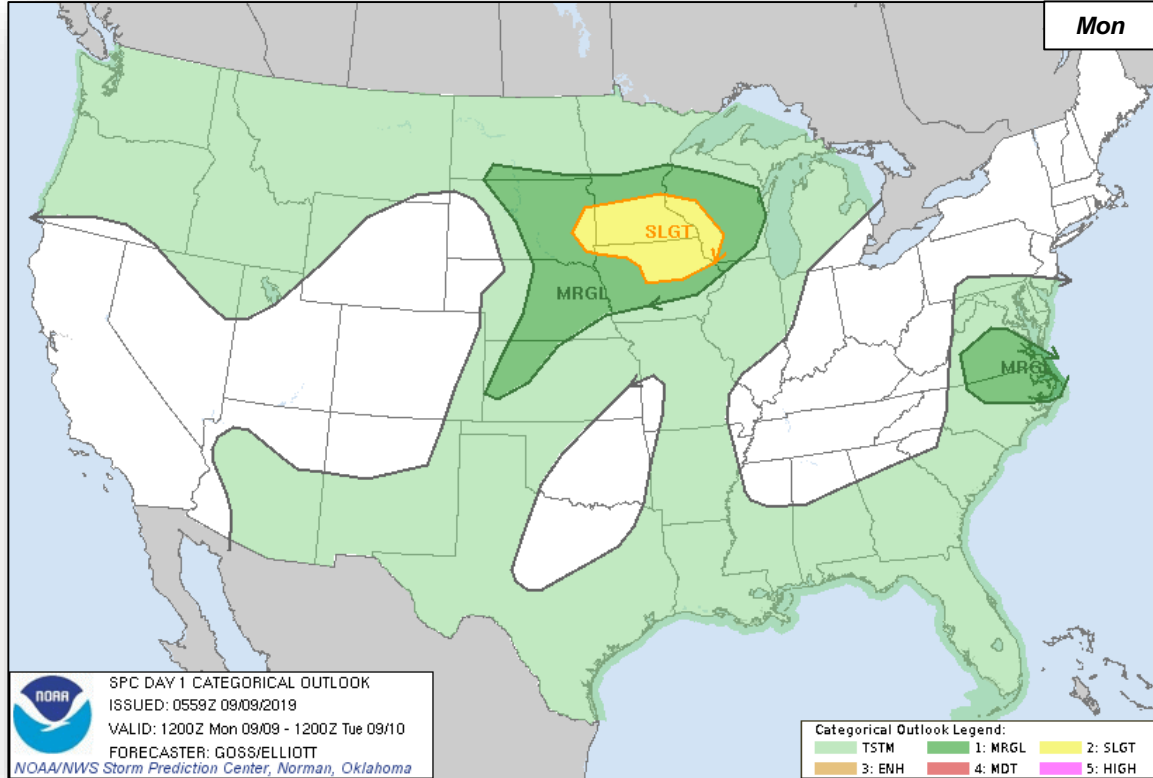 Mon
SLGT
MRGL
MRGL
NOAA
SPC DAY 1 CATEGORICAL OUTLOOK
ISSUED: 0559Z 09/09/2019
VALID: 1200Z Mon 09/09 - 1200Z Tue 09/10
FORECASTER: GOSS/ELLIOTT
NOAA/NWS Storm Prediction Center, Norman, Oklahoma
Categorical Outlook Legend:
TSTM 1: MRGL 2: SLGT
3: ENH 4: MDT 5: HIGH